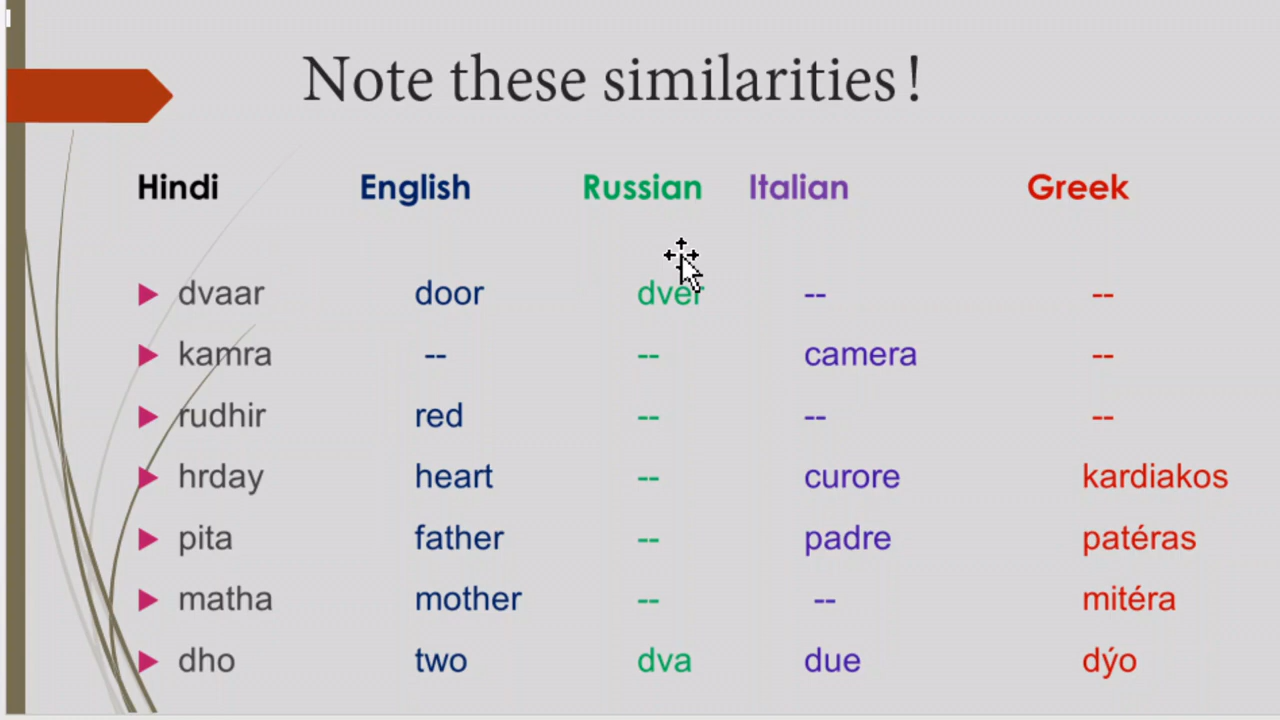 Note these similarities!
Hindi English Russian Italian Greek
dvaar door dver -- --
kamra -- -- camera --
rudhir red -- -- --
hrday heart -- curore kardiakos
pita father -- padre patéras
matha mother -- -- mitéra
dho two dva due dýo